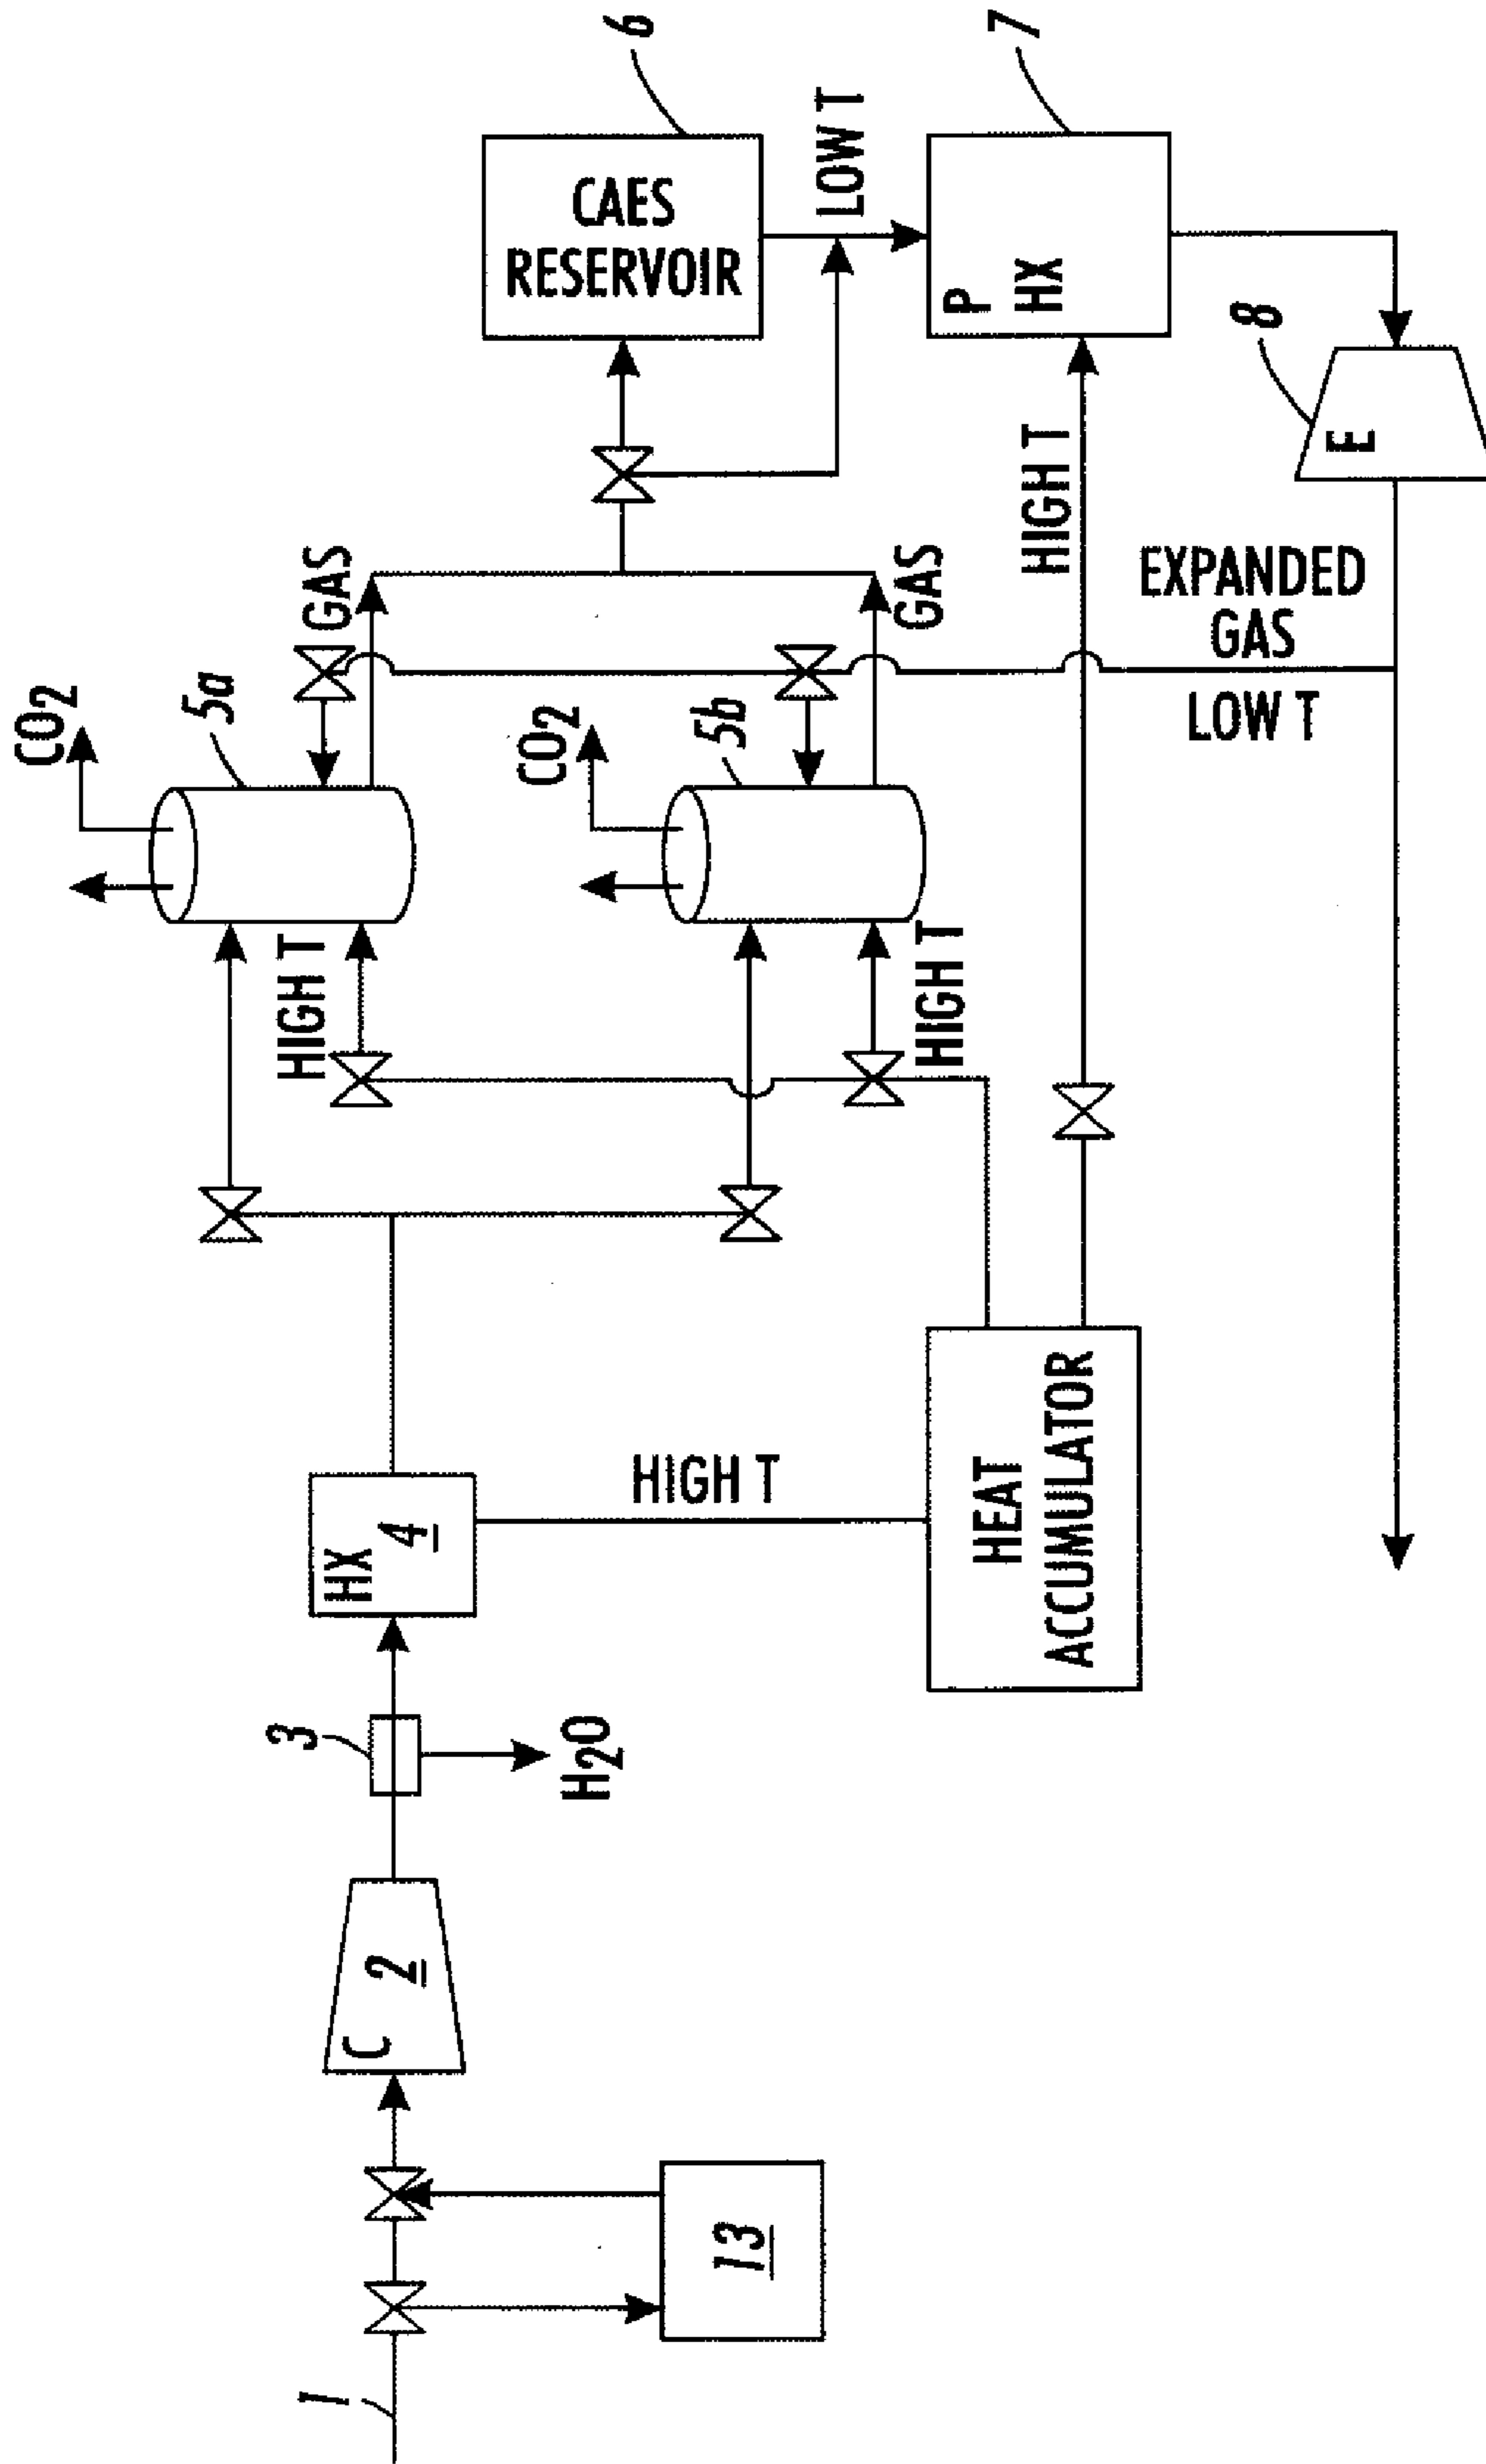 1
13
C
2
3
H2O
HX
4
HIGH T
HEAT
ACCUMULATOR
CO2
5a
HIGH T
GAS
CO2
5b
HIGH T
GAS
CAES
RESERVOIR
6
LOW T
P
HX
7
HIGH T
8
E
EXPANDED
GAS
LOW T